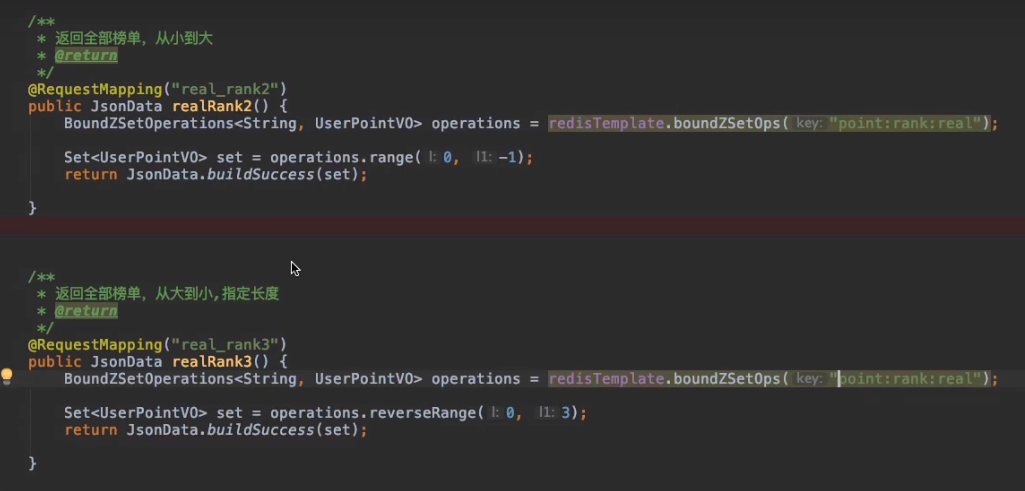 /**
 * 返回全部榜单，从小到大
 * @return
 */
@RequestMapping("real_rank2")
public JsonData realRank2() {
    BoundZSetOperations<String, UserPointVO> operations = redisTemplate.boundZSetOps( key: "point:rank:real");
    Set<UserPointVO> set = operations.range( l: 0, l1: -1);
    return JsonData.buildSuccess(set);
}
/**
 * 返回全部榜单，从大到小,指定长度
 * @return
 */
@RequestMapping("real_rank3")
public JsonData realRank3() {
    BoundZSetOperations<String, UserPointVO> operations = redisTemplate.boundZSetOps( key: "point:rank:real");
    Set<UserPointVO> set = operations.reverseRange( l: 0, l1: 3);
    return JsonData.buildSuccess(set);
}